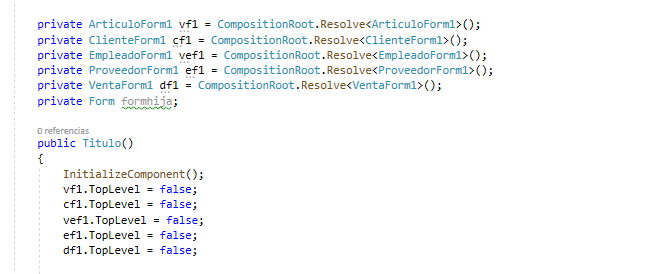 private ArticuloForm1 vf1 = CompositionRoot.Resolve<ArticuloForm1>();
private ClienteForm1 cf1 = CompositionRoot.Resolve<ClienteForm1>();
private EmpleadoForm1 vef1 = CompositionRoot.Resolve<EmpleadoForm1>();
private ProveedorForm1 ef1 = CompositionRoot.Resolve<ProveedorForm1>();
private VentaForm1 df1 = CompositionRoot.Resolve<VentaForm1>();
private Form formhija;
0 referencias
public Titulo()
{
InitializeComponent();
vf1.TopLevel = false;
cf1.TopLevel = false;
vef1.TopLevel = false;
ef1.TopLevel = false;
df1.TopLevel = false;